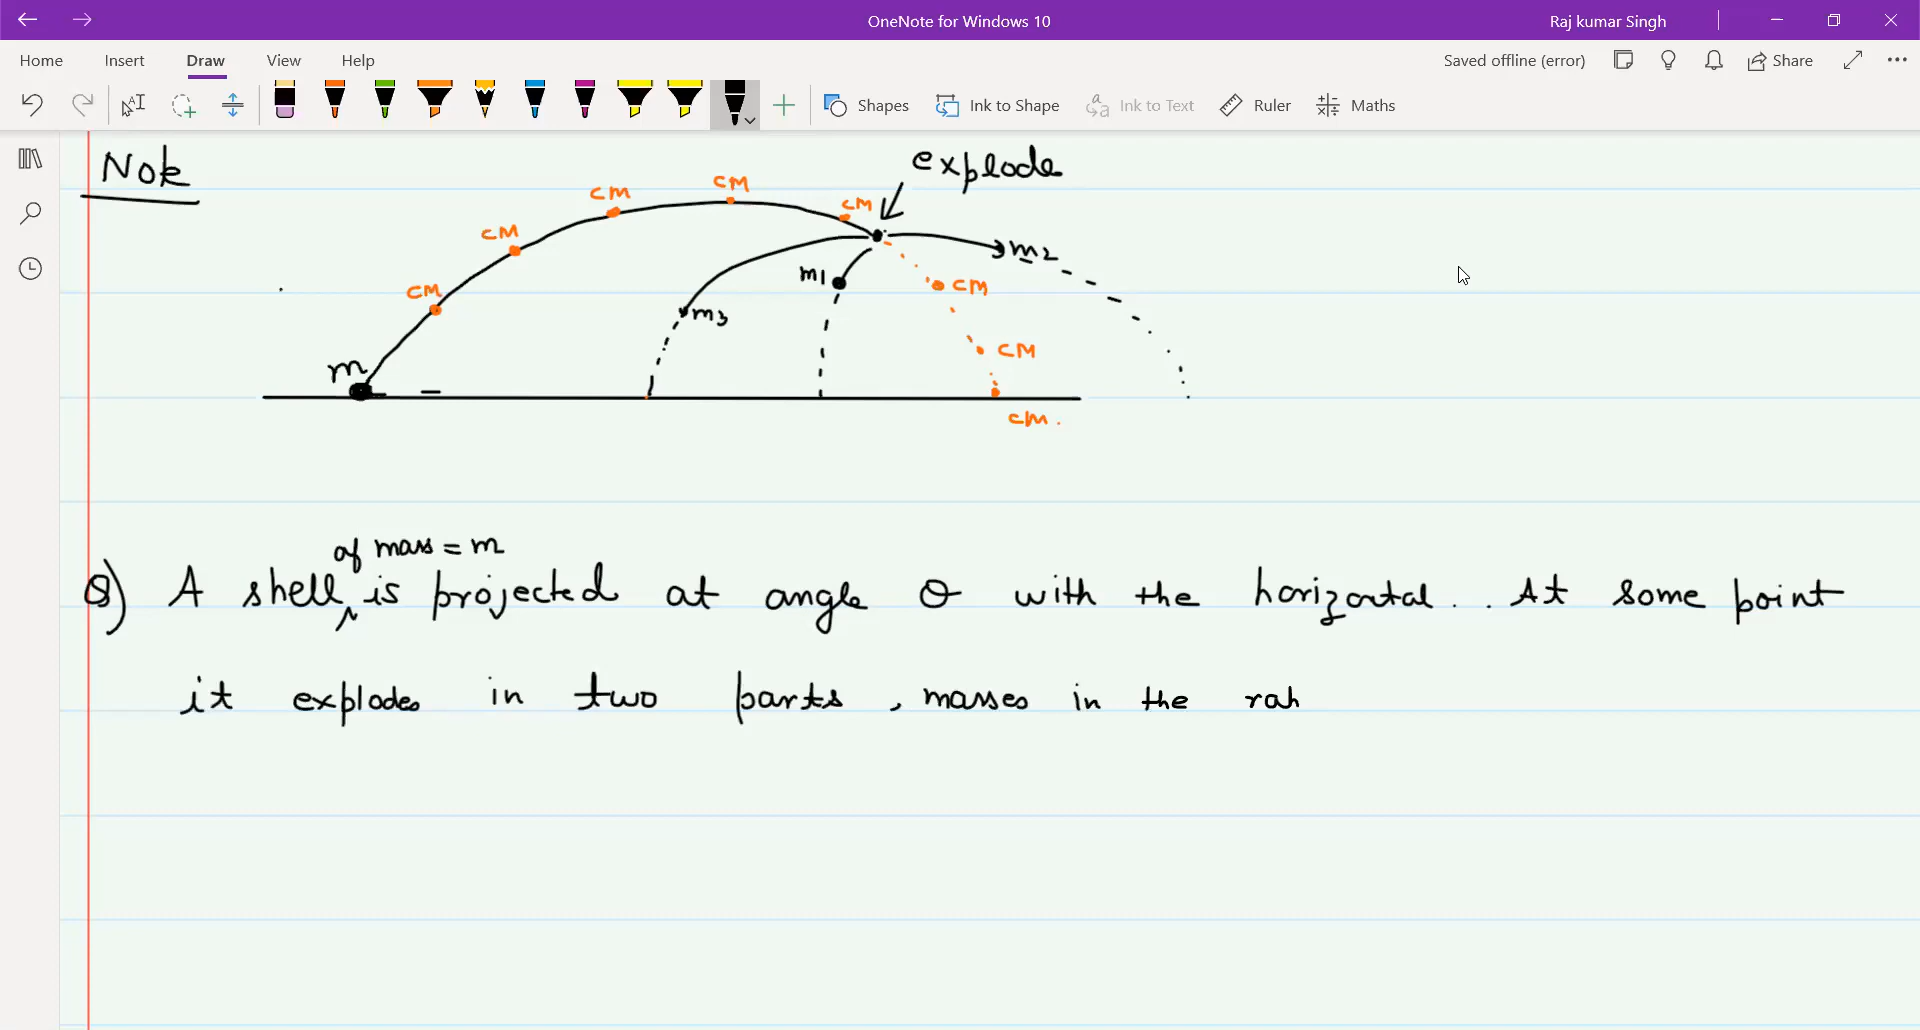 OneNote for Windows 10
Raj kumar Singh
Home Insert Draw View Help
Saved offline (error) Share
Shapes Ink to Shape Ink to Text Ruler Maths
Note
explode
CM
CM
CM
CM
CM
m2
m1
CM
m3
CM
m
CM.
of mass = m
Q) A shell is projected at angle θ with the horizontal.. At some point
it explodes in two parts, masses in the